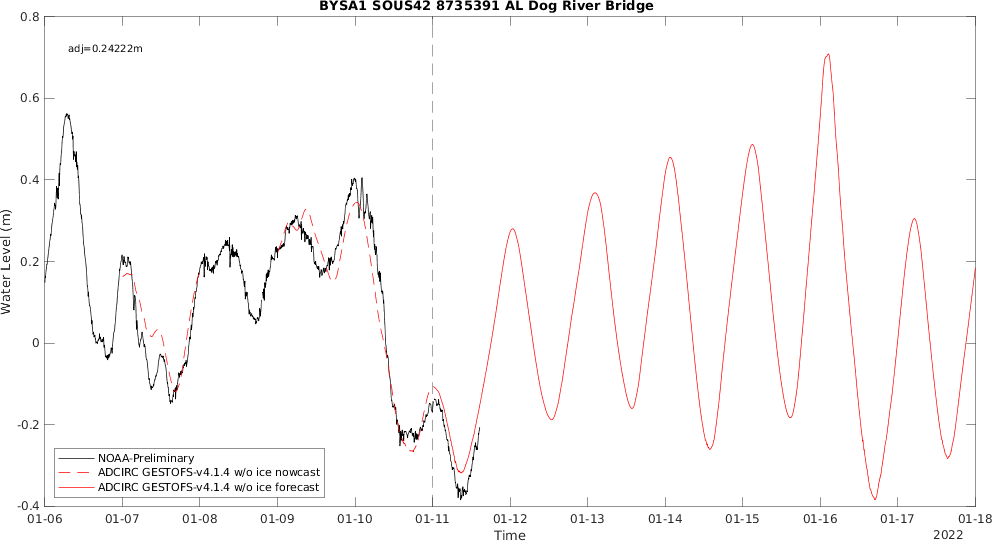 BYSA1 SOUS42 8735391 AL Dog River Bridge
adj=0.24222m
0.8
0.6
0.4
0.2
0
-0.2
-0.4
Water Level (m)
NOAA-Preliminary
ADCIRC GESTOFS-v4.1.4 w/o ice nowcast
ADCIRC GESTOFS-v4.1.4 w/o ice forecast
01-06 01-07 01-08 01-09 01-10 01-11 01-12 01-13 01-14 01-15 01-16 01-17 01-18
Time
2022